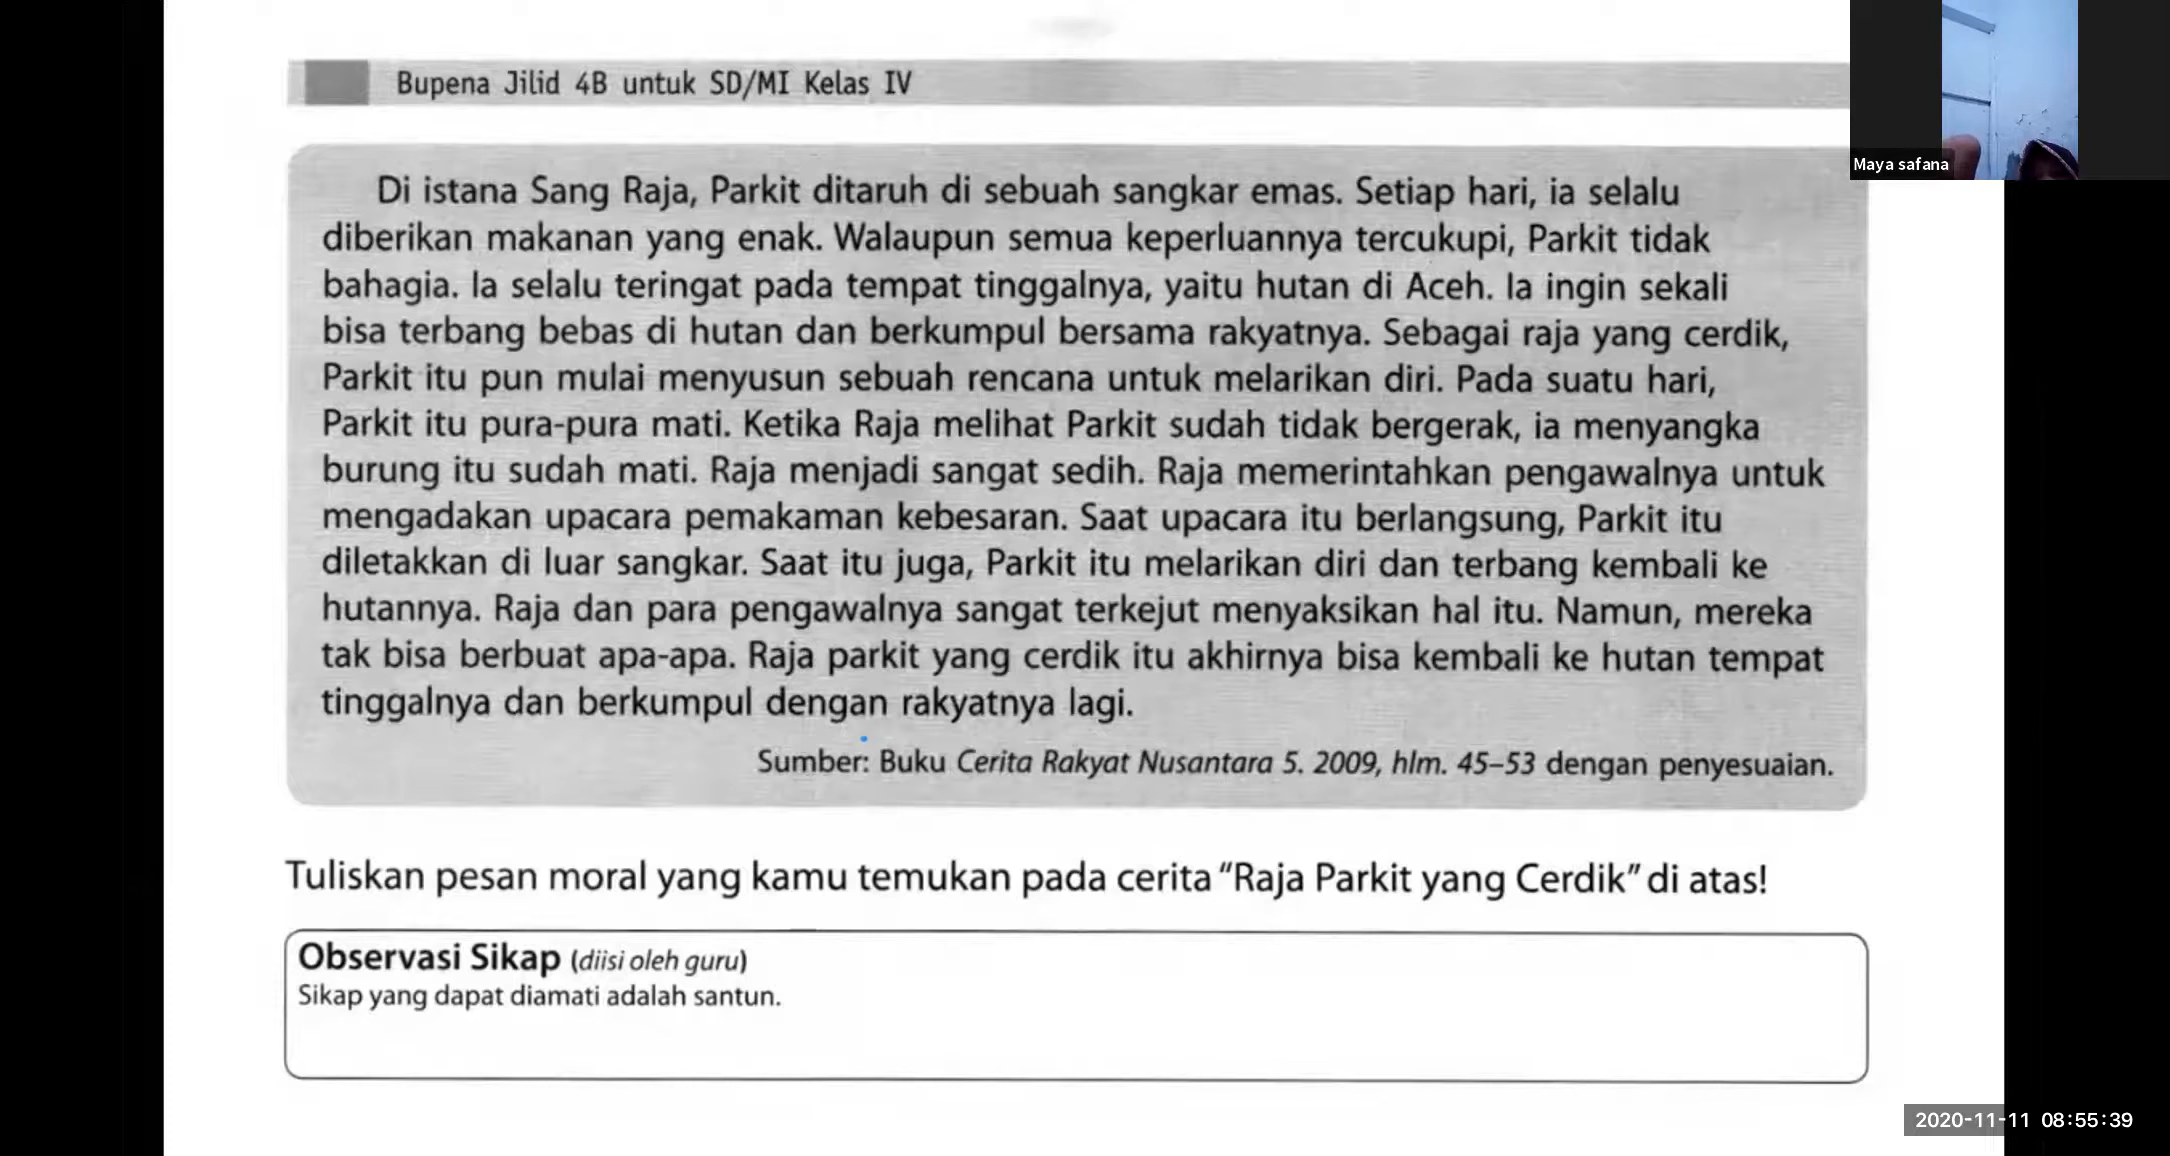 Bupena Jilid 4B untuk SD/MI Kelas IV
Maya safana
Di istana Sang Raja, Parkit ditaruh di sebuah sangkar emas. Setiap hari, ia selalu
diberikan makanan yang enak. Walaupun semua keperluannya tercukupi, Parkit tidak
bahagia. Ia selalu teringat pada tempat tinggalnya, yaitu hutan di Aceh. Ia ingin sekali
bisa terbang bebas di hutan dan berkumpul bersama rakyatnya. Sebagai raja yang cerdik,
Parkit itu pun mulai menyusun sebuah rencana untuk melarikan diri. Pada suatu hari,
Parkit itu pura-pura mati. Ketika Raja melihat Parkit sudah tidak bergerak, ia menyangka
burung itu sudah mati. Raja menjadi sangat sedih. Raja memerintahkan pengawalnya untuk
mengadakan upacara pemakaman kebesaran. Saat upacara itu berlangsung, Parkit itu
diletakkan di luar sangkar. Saat itu juga, Parkit itu melarikan diri dan terbang kembali ke
hutannya. Raja dan para pengawalnya sangat terkejut menyaksikan hal itu. Namun, mereka
tak bisa berbuat apa-apa. Raja parkit yang cerdik itu akhirnya bisa kembali ke hutan tempat
tinggalnya dan berkumpul dengan rakyatnya lagi.
Sumber: Buku Cerita Rakyat Nusantara 5. 2009, hlm. 45–53 dengan penyesuaian.
Tuliskan pesan moral yang kamu temukan pada cerita “Raja Parkit yang Cerdik” di atas!
Observasi Sikap (diisi oleh guru)
Sikap yang dapat diamati adalah santun.
2020-11-11 08:55:39